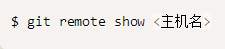 $ git remote show <主机名>